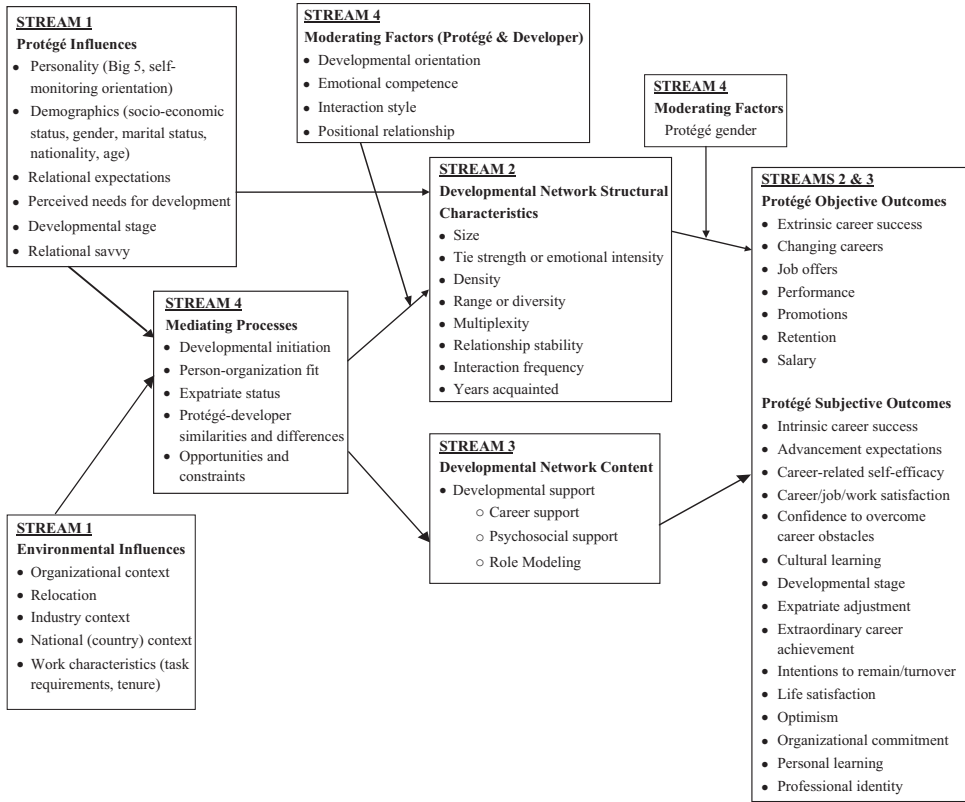 STREAM 1
Protégé Influences
• Personality (Big 5, self-
monitoring orientation)
• Demographics (socio-economic
status, gender, marital status,
nationality, age)
• Relational expectations
• Perceived needs for development
• Developmental stage
• Relational savvy
STREAM 4
Moderating Factors (Protégé & Developer)
• Developmental orientation
• Emotional competence
• Interaction style
• Positional relationship
STREAM 4
Moderating Factors
Protégé gender
STREAM 2
Developmental Network Structural
Characteristics
• Size
• Tie strength or emotional intensity
• Density
• Range or diversity
• Multiplexity
• Relationship stability
• Interaction frequency
• Years acquainted
STREAM 4
Mediating Processes
• Developmental initiation
• Person-organization fit
• Expatriate status
• Protégé-developer
similarities and differences
• Opportunities and
constraints
STREAM 3
Developmental Network Content
• Developmental support
○ Career support
○ Psychosocial support
○ Role Modeling
STREAM 1
Environmental Influences
• Organizational context
• Relocation
• Industry context
• National (country) context
• Work characteristics (task
requirements, tenure)
STREAMS 2 & 3
Protégé Objective Outcomes
• Extrinsic career success
• Changing careers
• Job offers
• Performance
• Promotions
• Retention
• Salary
Protégé Subjective Outcomes
• Intrinsic career success
• Advancement expectations
• Career-related self-efficacy
• Career/job/work satisfaction
• Confidence to overcome
career obstacles
• Cultural learning
• Developmental stage
• Expatriate adjustment
• Extraordinary career
achievement
• Intentions to remain/turnover
• Life satisfaction
• Optimism
• Organizational commitment
• Personal learning
• Professional identity